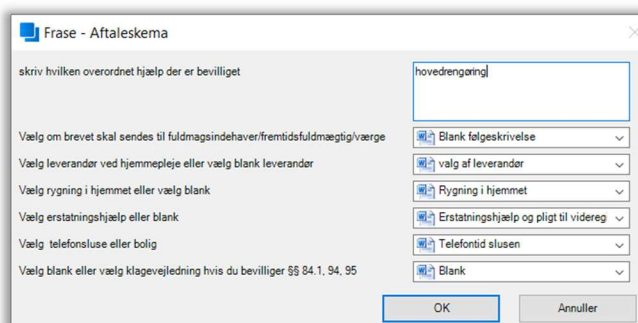 Frase - Aftaleskema
skriv hvilken overordnet hjælp der er bevilliget
hovedrengøring
Vælg om brevet skal sendes til fuldmagsindehaver/fremtidsfuldmægtig/værge
Blank følgeskrivelse
Vælg leverandør ved hjemmepleje eller vælg blank leverandør
valg af leverandør
Vælg rygning i hjemmet eller vælg blank
Rygning i hjemmet
Vælg erstatningshjælp eller blank
Erstatningshjælp og pligt til videreg
Vælg telefonsluse eller bolig
Telefontid slusen
Vælg blank eller vælg klagevejledning hvis du bevilliger §§ 84.1, 94, 95
Blank
OK
Annuller